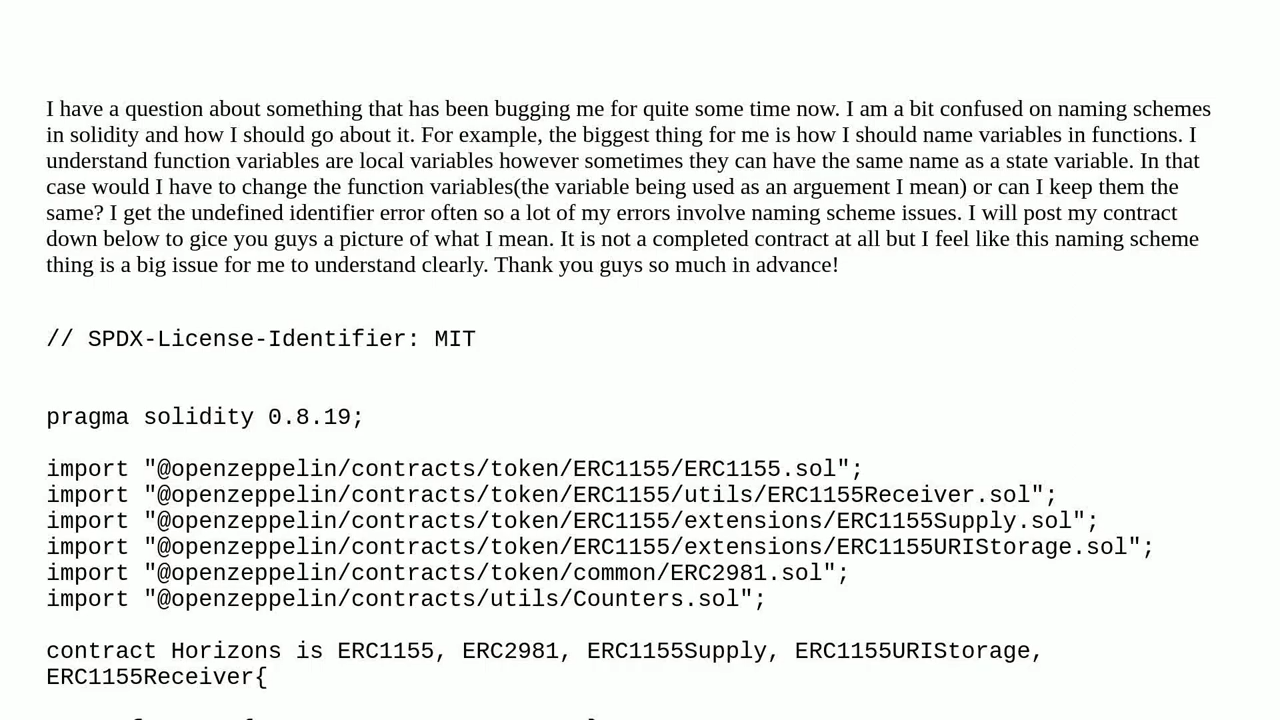 I have a question about something that has been bugging me for quite some time now. I am a bit confused on naming schemes
in solidity and how I should go about it. For example, the biggest thing for me is how I should name variables in functions. I
understand function variables are local variables however sometimes they can have the same name as a state variable. In that
case would I have to change the function variables(the variable being used as an arguement I mean) or can I keep them the
same? I get the undefined identifier error often so a lot of my errors involve naming scheme issues. I will post my contract
down below to gice you guys a picture of what I mean. It is not a completed contract at all but I feel like this naming scheme
thing is a big issue for me to understand clearly. Thank you guys so much in advance!
// SPDX-License-Identifier: MIT
pragma solidity 0.8.19;
import "@openzeppelin/contracts/token/ERC1155/ERC1155.sol";
import "@openzeppelin/contracts/token/ERC1155/utils/ERC1155Receiver.sol";
import "@openzeppelin/contracts/token/ERC1155/extensions/ERC1155Supply.sol";
import "@openzeppelin/contracts/token/ERC1155/extensions/ERC1155URIStorage.sol";
import "@openzeppelin/contracts/token/common/ERC2981.sol";
import "@openzeppelin/contracts/utils/Counters.sol";
contract Horizons is ERC1155, ERC2981, ERC1155Supply, ERC1155URIStorage,
ERC1155Receiver{